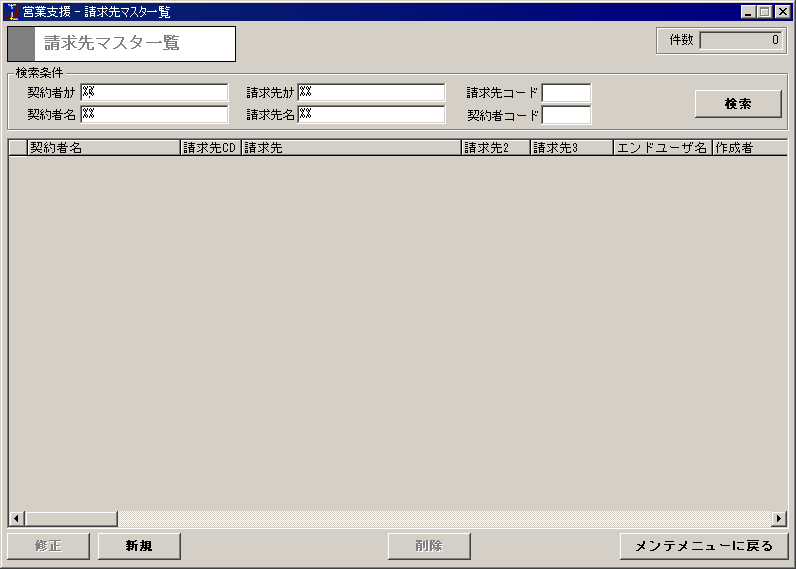 営業支援 - 請求先マスター覧
請求先マスター覧
件数 0
検索条件
契約者ｶﾅ %% 請求先ｶﾅ %% 請求先コード
契約者名 %% 請求先名 %% 契約者コード
検索
契約者名 請求先CD 請求先 請求先2 請求先3 エンドユーザ名 作成者
修正 新規 削除 メンテメニューに戻る